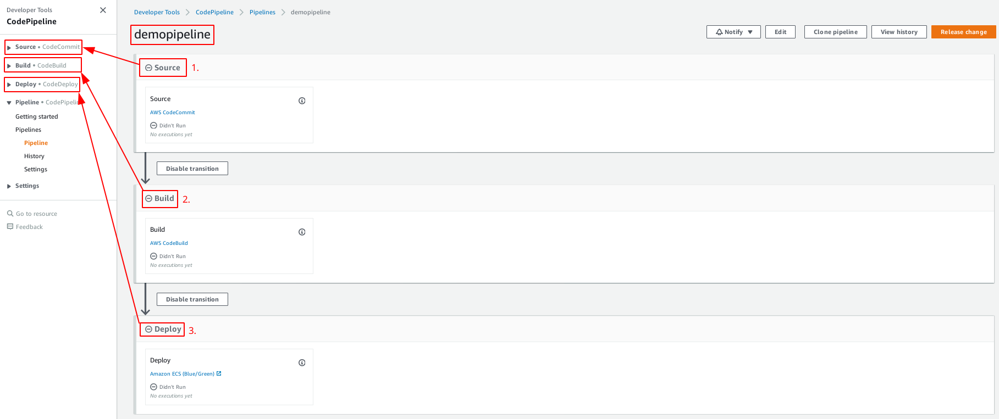 Developer Tools
CodePipeline
Source • CodeCommit
Build • CodeBuild
Deploy • CodeDeploy
Pipeline • CodePipelin
Getting started
Pipelines
Pipeline
History
Settings
Settings
Go to resource
Feedback
Developer Tools > CodePipeline > Pipelines > demopipeline
demopipeline
Notify ▼ Edit Clone pipeline View history Release change
Source 1.
Source
AWS CodeCommit
Didn't Run
No executions yet
Disable transition
Build 2.
Build
AWS CodeBuild
Didn't Run
No executions yet
Disable transition
Deploy 3.
Deploy
Amazon ECS (Blue/Green)
Didn't Run
No executions yet